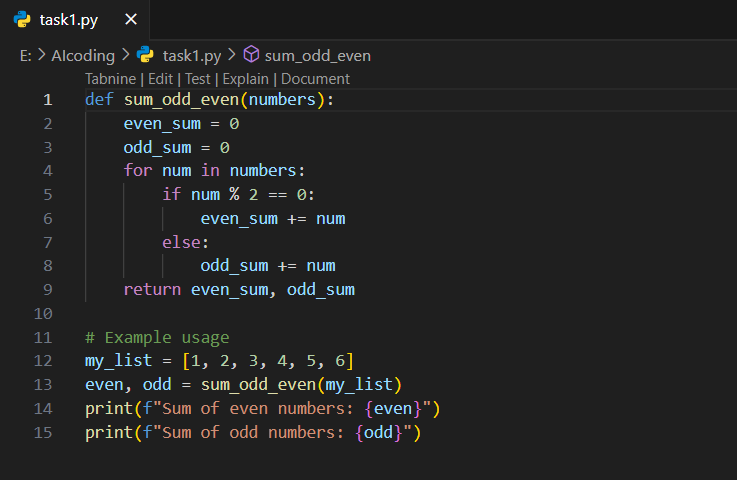 task1.py
E: > AIcoding > task1.py > sum_odd_even
Tabnine | Edit | Test | Explain | Document
1 def sum_odd_even(numbers):
2     even_sum = 0
3     odd_sum = 0
4     for num in numbers:
5         if num % 2 == 0:
6             even_sum += num
7         else:
8             odd_sum += num
9     return even_sum, odd_sum
10
11 # Example usage
12 my_list = [1, 2, 3, 4, 5, 6]
13 even, odd = sum_odd_even(my_list)
14 print(f"Sum of even numbers: {even}")
15 print(f"Sum of odd numbers: {odd}")